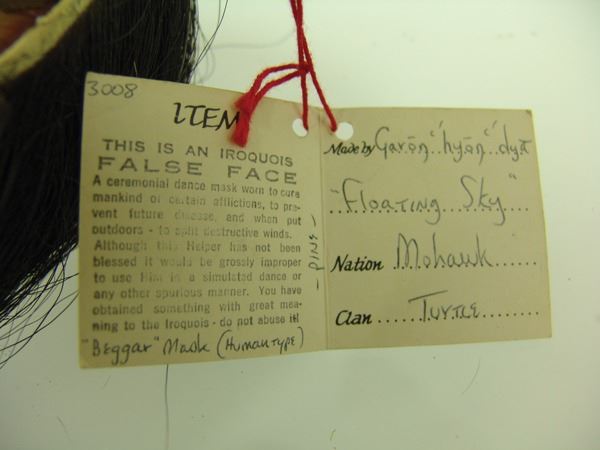 3008
ITEM
THIS IS AN IROQUOIS
FALSE FACE
A ceremonial dance mask worn to cure
mankind of certain afflictions, to pre-
vent future disease, and when put
outdoors - to split destructive winds.
Although this Helper has not been
blessed it would be grossly improper
to use Him in a simulated dance or
any other spurious manner. You have
obtained something with great mea-
ning to the Iroquois - do not abuse it!
"Beggar" Mask (Human type)
- PINE -
Made by Garōn "hyōn" dyā
"Floating Sky"
Nation Mohawk
Clan Turtle